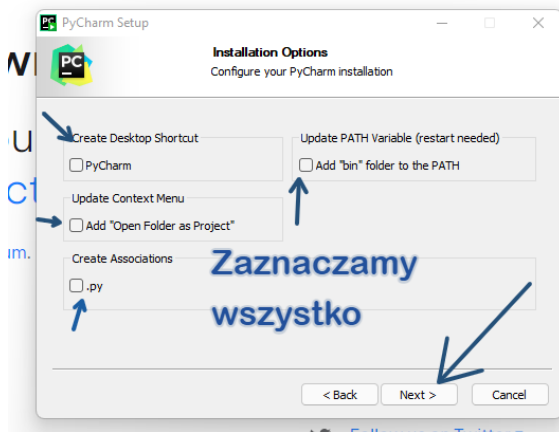 PyCharm Setup
PC
Installation Options
Configure your PyCharm installation
Create Desktop Shortcut
PyCharm
Update PATH Variable (restart needed)
Add "bin" folder to the PATH
Update Context Menu
Add "Open Folder as Project"
Create Associations
.py
Zaznaczamy
wszystko
< Back
Next >
Cancel
um.